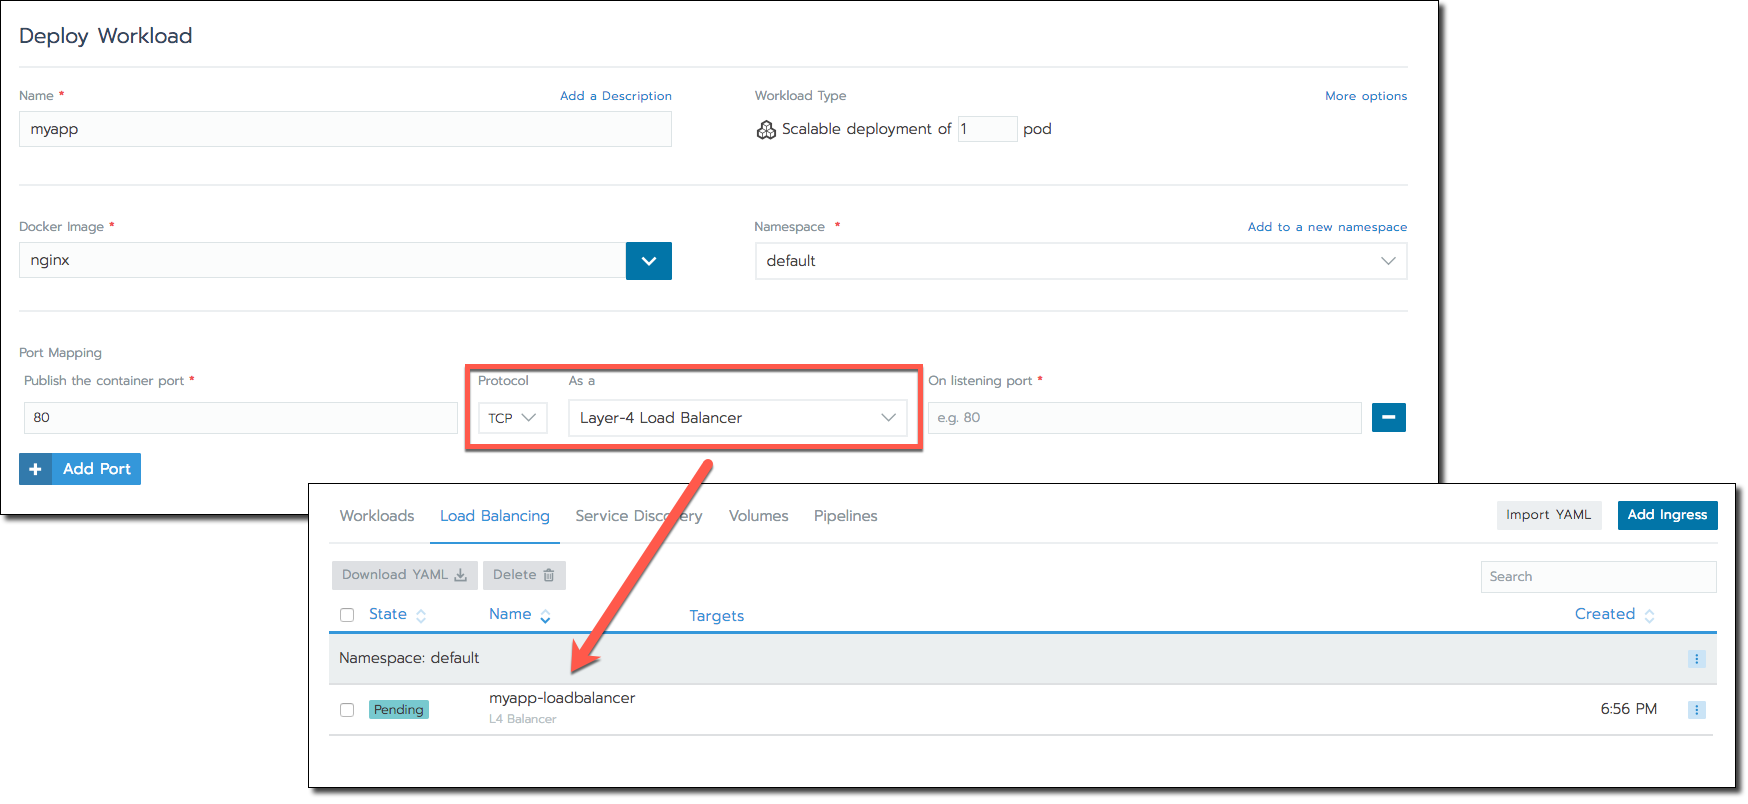 Deploy Workload
Name * Add a Description
myapp
Workload Type More options
Scalable deployment of 1 pod
Docker Image *
nginx
Namespace * Add to a new namespace
default
Port Mapping
Publish the container port * Protocol As a On listening port *
80 TCP Layer-4 Load Balancer e.g. 80
+ Add Port
Workloads Load Balancing Service Discovery Volumes Pipelines Import YAML Add Ingress
Download YAML Delete Search
State Name Targets Created
Namespace: default
Pending myapp-loadbalancer 6:56 PM
L4 Balancer